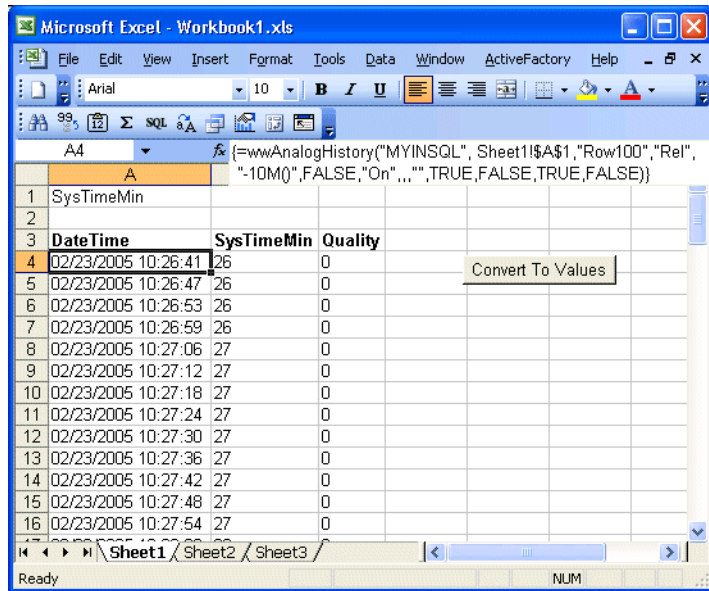 Microsoft Excel - Workbook1.xls
File Edit View Insert Format Tools Data Window ActiveFactory Help
Arial 10 B I U A
99% Σ SQL
A4 fx {=wwAnalogHistory("MYINSQL", Sheet1!$A$1,"Row100","Rel",
"-10M()",FALSE,"On",,,"",TRUE,FALSE,TRUE,FALSE)}
A
1 SysTimeMin
2
3 DateTime SysTimeMin Quality
4 02/23/2005 10:26:41 26 0 Convert To Values
5 02/23/2005 10:26:47 26 0
6 02/23/2005 10:26:53 26 0
7 02/23/2005 10:26:59 26 0
8 02/23/2005 10:27:06 27 0
9 02/23/2005 10:27:12 27 0
10 02/23/2005 10:27:18 27 0
11 02/23/2005 10:27:24 27 0
12 02/23/2005 10:27:30 27 0
13 02/23/2005 10:27:36 27 0
14 02/23/2005 10:27:42 27 0
15 02/23/2005 10:27:48 27 0
16 02/23/2005 10:27:54 27 0
Sheet1 / Sheet2 / Sheet3 /
Ready NUM